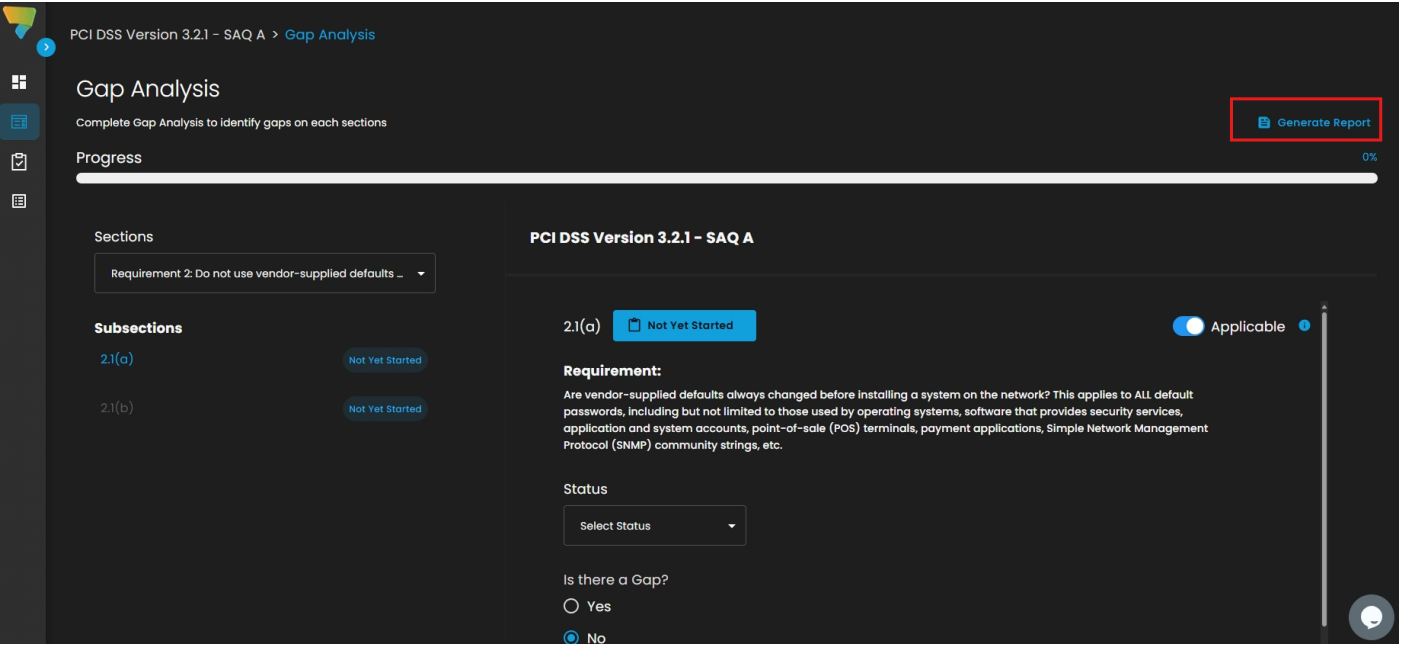 PCI DSS Version 3.2.1 - SAQ A > Gap Analysis
Gap Analysis
Complete Gap Analysis to identify gaps on each sections
Generate Report
Progress
0%
Sections
Requirement 2: Do not use vendor-supplied defaults ...
Subsections
2.1(a)
Not Yet Started
2.1(b)
Not Yet Started
PCI DSS Version 3.2.1 - SAQ A
2.1(a)
Not Yet Started
Applicable
Requirement:
Are vendor-supplied defaults always changed before installing a system on the network? This applies to ALL default
passwords, including but not limited to those used by operating systems, software that provides security services,
application and system accounts, point-of-sale (POS) terminals, payment applications, Simple Network Management
Protocol (SNMP) community strings, etc.
Status
Select Status
Is there a Gap?
Yes
No